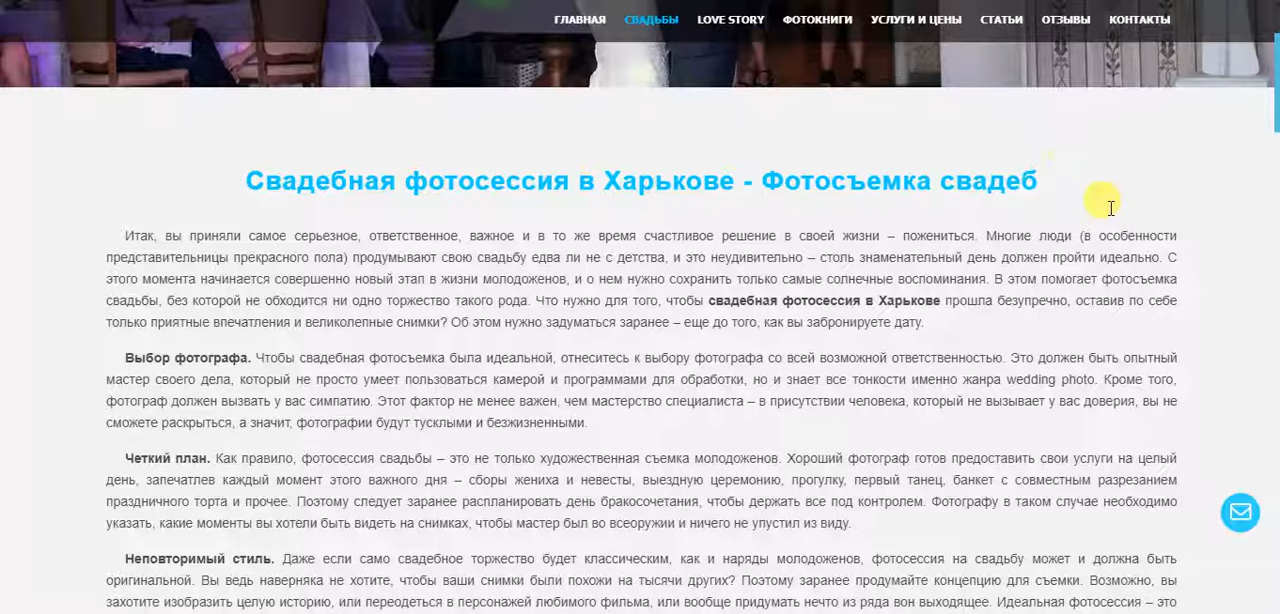 ГЛАВНАЯ СВАДЬБЫ LOVE STORY ФОТОКНИГИ УСЛУГИ И ЦЕНЫ СТАТЬИ ОТЗЫВЫ КОНТАКТЫ
Свадебная фотосессия в Харькове - Фотосъемка свадеб
Итак, вы приняли самое серьезное, ответственное, важное и в то же время счастливое решение в своей жизни – пожениться. Многие люди (в особенности
представительницы прекрасного пола) продумывают свою свадьбу едва ли не с детства, и это неудивительно – столь знаменательный день должен пройти идеально. С
этого момента начинается совершенно новый этап в жизни молодоженов, и о нем нужно сохранить только самые солнечные воспоминания. В этом помогает фотосъемка
свадьбы, без которой не обходится ни одно торжество такого рода. Что нужно для того, чтобы свадебная фотосессия в Харькове прошла безупречно, оставив по себе
только приятные впечатления и великолепные снимки? Об этом нужно задуматься заранее – еще до того, как вы забронируете дату.
Выбор фотографа. Чтобы свадебная фотосъемка была идеальной, отнеситесь к выбору фотографа со всей возможной ответственностью. Это должен быть опытный
мастер своего дела, который не просто умеет пользоваться камерой и программами для обработки, но и знает все тонкости именно жанра wedding photo. Кроме того,
фотограф должен вызвать у вас симпатию. Этот фактор не менее важен, чем мастерство специалиста – в присутствии человека, который не вызывает у вас доверия, вы не
сможете раскрыться, а значит, фотографии будут тусклыми и безжизненными.
Четкий план. Как правило, фотосессия свадьбы – это не только художественная съемка молодоженов. Хороший фотограф готов предоставить свои услуги на целый
день, запечатлев каждый момент этого важного дня – сборы жениха и невесты, выездную церемонию, прогулку, первый танец, банкет с совместным разрезанием
праздничного торта и прочее. Поэтому следует заранее распланировать день бракосочетания, чтобы держать все под контролем. Фотографу в таком случае необходимо
указать, какие моменты вы хотели быть видеть на снимках, чтобы мастер был во всеоружии и ничего не упустил из виду.
Неповторимый стиль. Даже если само свадебное торжество будет классическим, как и наряды молодоженов, фотосессия на свадьбу может и должна быть
оригинальной. Вы ведь наверняка не хотите, чтобы ваши снимки были похожи на тысячи других? Поэтому заранее продумайте концепцию для съемки. Возможно, вы
захотите изобразить целую историю, или переодеться в персонажей любимого фильма, или вообще придумать нечто из ряда вон выходящее. Идеальная фотосессия – это